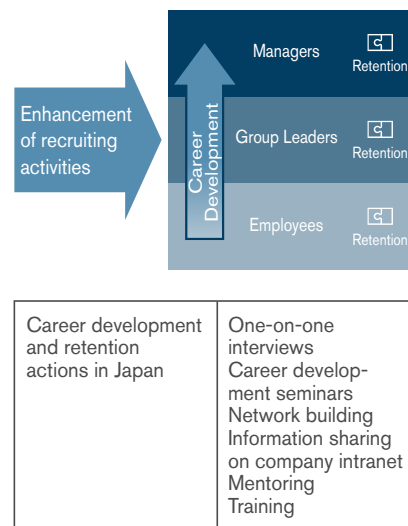 Managers
Retention
Enhancement
of recruiting
activities
Career
Development
Group Leaders
Retention
Employees
Retention
Career development
and retention
actions in Japan
One-on-one
interviews
Career develop-
ment seminars
Network building
Information sharing
on company intranet
Mentoring
Training